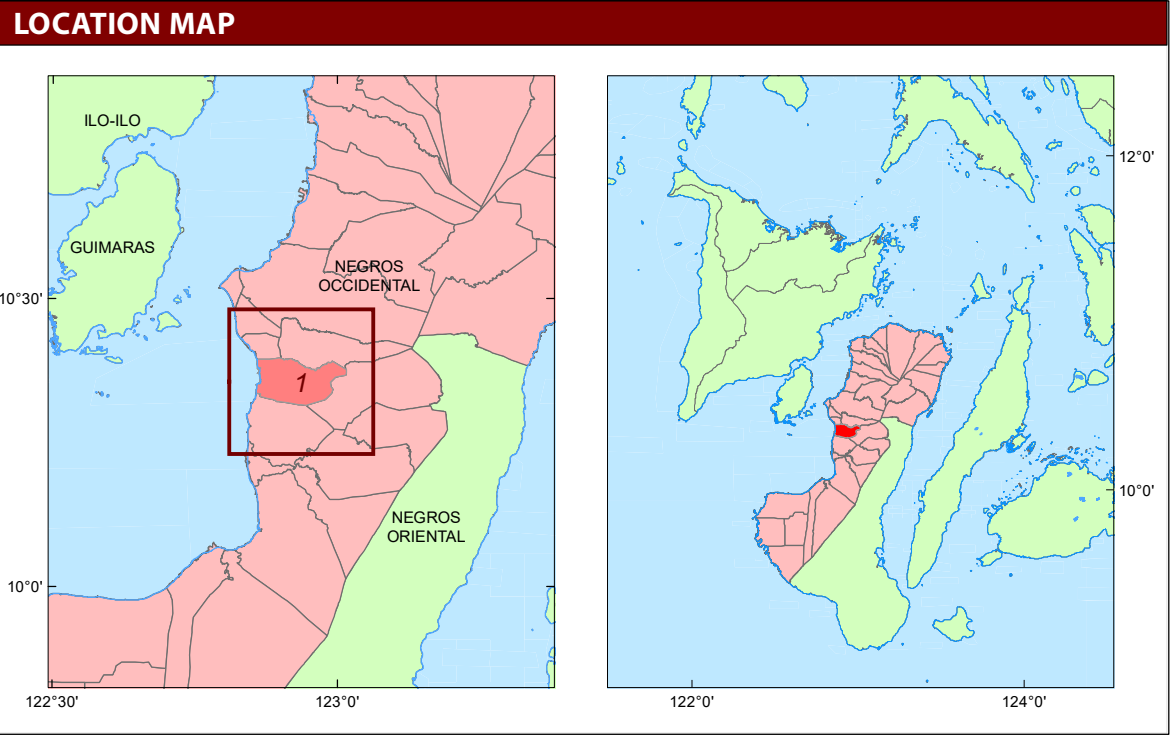 LOCATION MAP
ILO-ILO
GUIMARAS
NEGROS
OCCIDENTAL
1
NEGROS
ORIENTAL
10°30'
10°0'
122°30'
123°0'
12°0'
10°0'
122°0'
124°0'